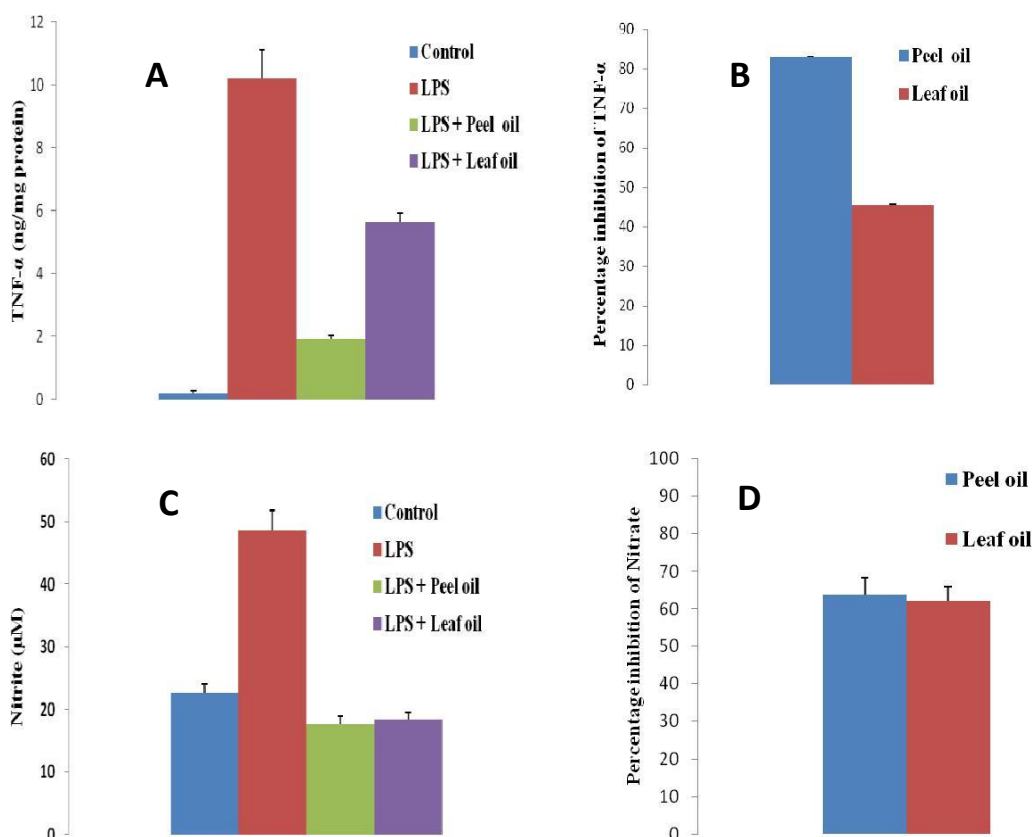 A
TNF-α (ng/mg protein)
12
10
8
6
4
2
0
Control
LPS
LPS + Peel oil
LPS + Leaf oil
B
Percentage inhibition of TNF-α
90
80
70
60
50
40
30
20
10
0
Peel oil
Leaf oil
C
Nitrite (µM)
60
50
40
30
20
10
0
Control
LPS
LPS + Peel oil
LPS + Leaf oil
D
Percentage inhibition of Nitrate
100
90
80
70
60
50
40
30
20
10
0
Peel oil
Leaf oil